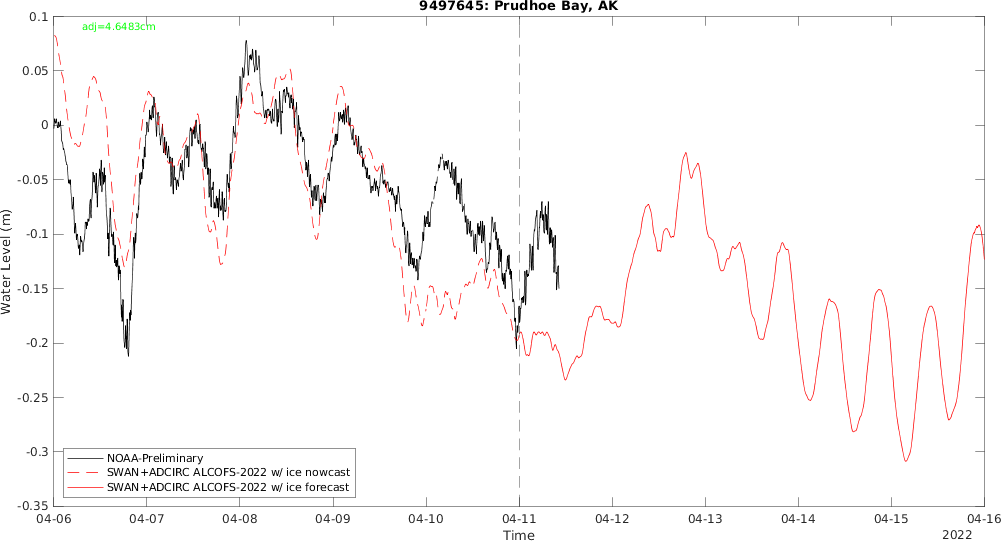 9497645: Prudhoe Bay, AK
adj=4.6483cm
0.1
0.05
0
-0.05
-0.1
-0.15
-0.2
-0.25
-0.3
-0.35
Water Level (m)
NOAA-Preliminary
SWAN+ADCIRC ALCOFS-2022 w/ ice nowcast
SWAN+ADCIRC ALCOFS-2022 w/ ice forecast
04-06 04-07 04-08 04-09 04-10 04-11 04-12 04-13 04-14 04-15 04-16
Time
2022